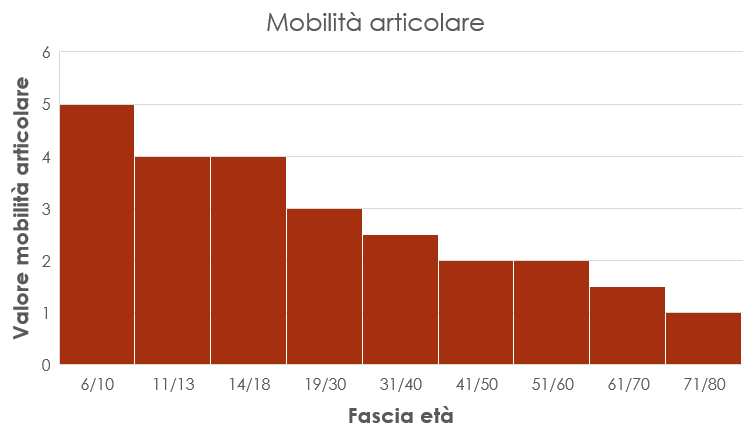 Mobilità articolare
6
5
4
3
2
1
0
Valore mobilità articolare
6/10 11/13 14/18 19/30 31/40 41/50 51/60 61/70 71/80
Fascia età